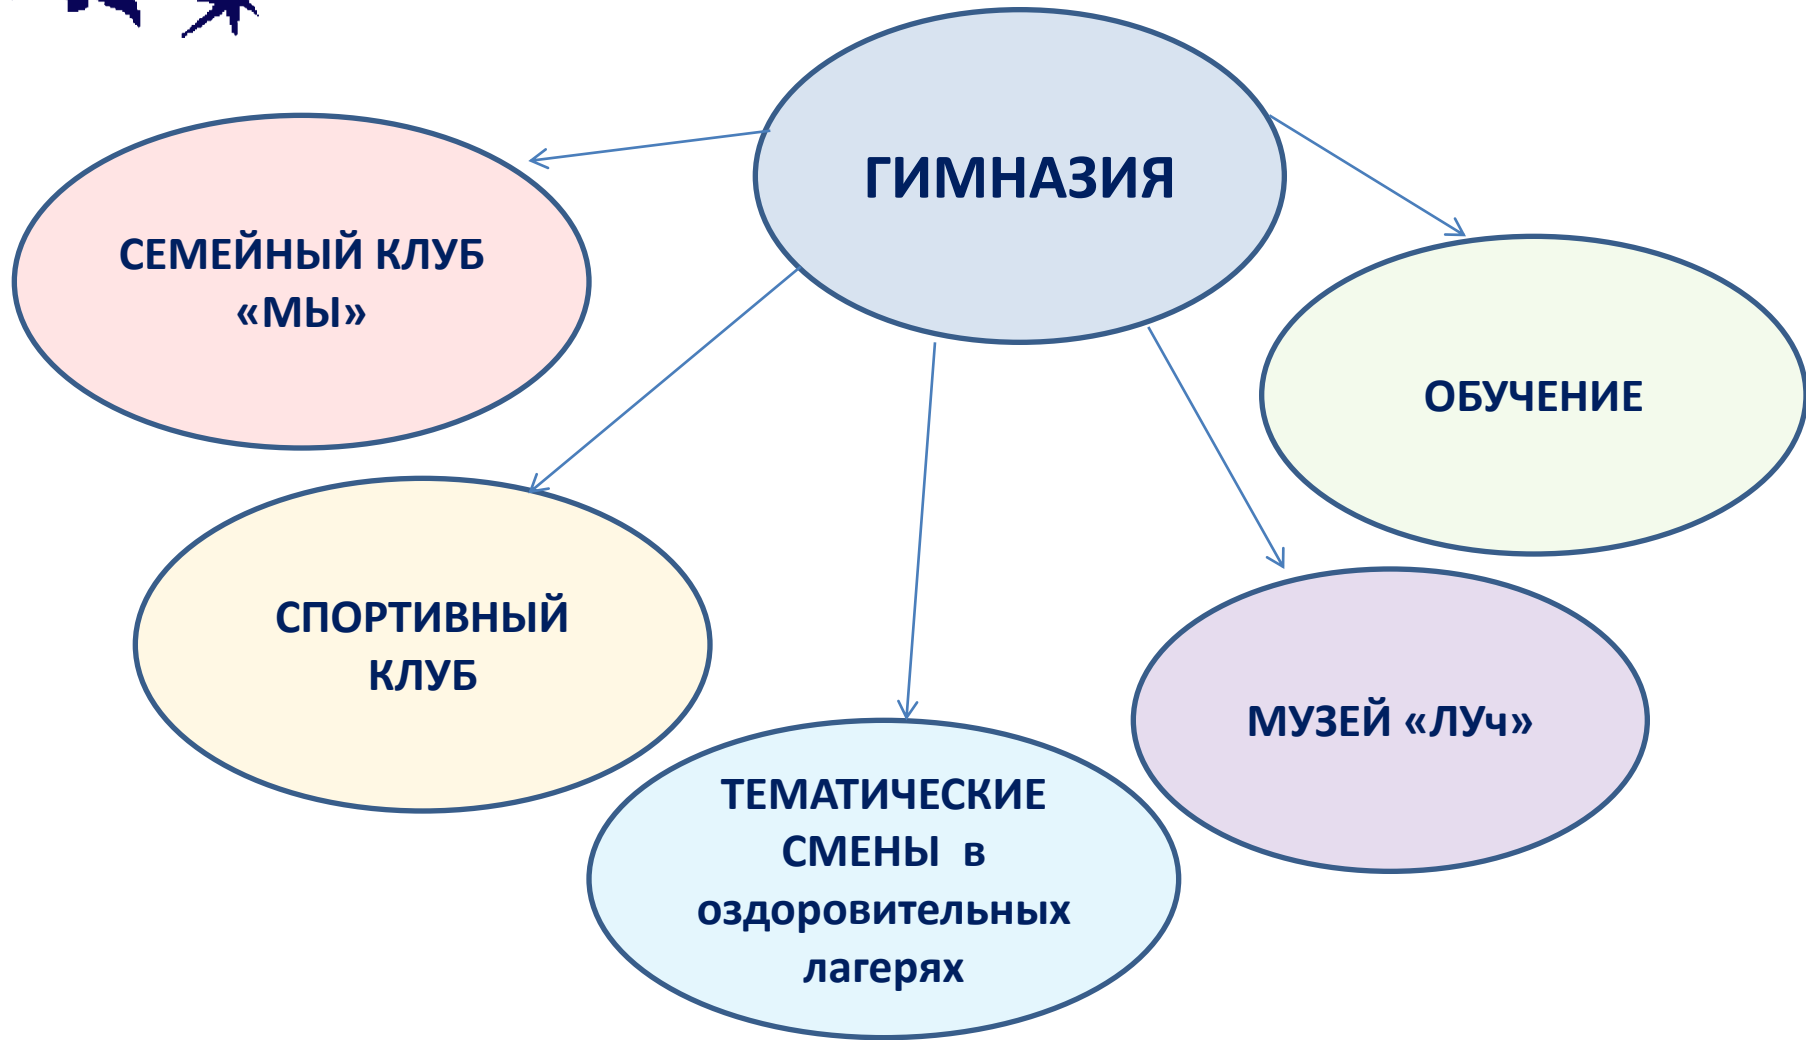 ГИМНАЗИЯ
СЕМЕЙНЫЙ КЛУБ
«МЫ»
ОБУЧЕНИЕ
СПОРТИВНЫЙ
КЛУБ
МУЗЕЙ «ЛУч»
ТЕМАТИЧЕСКИЕ
СМЕНЫ в
оздоровительных
лагерях